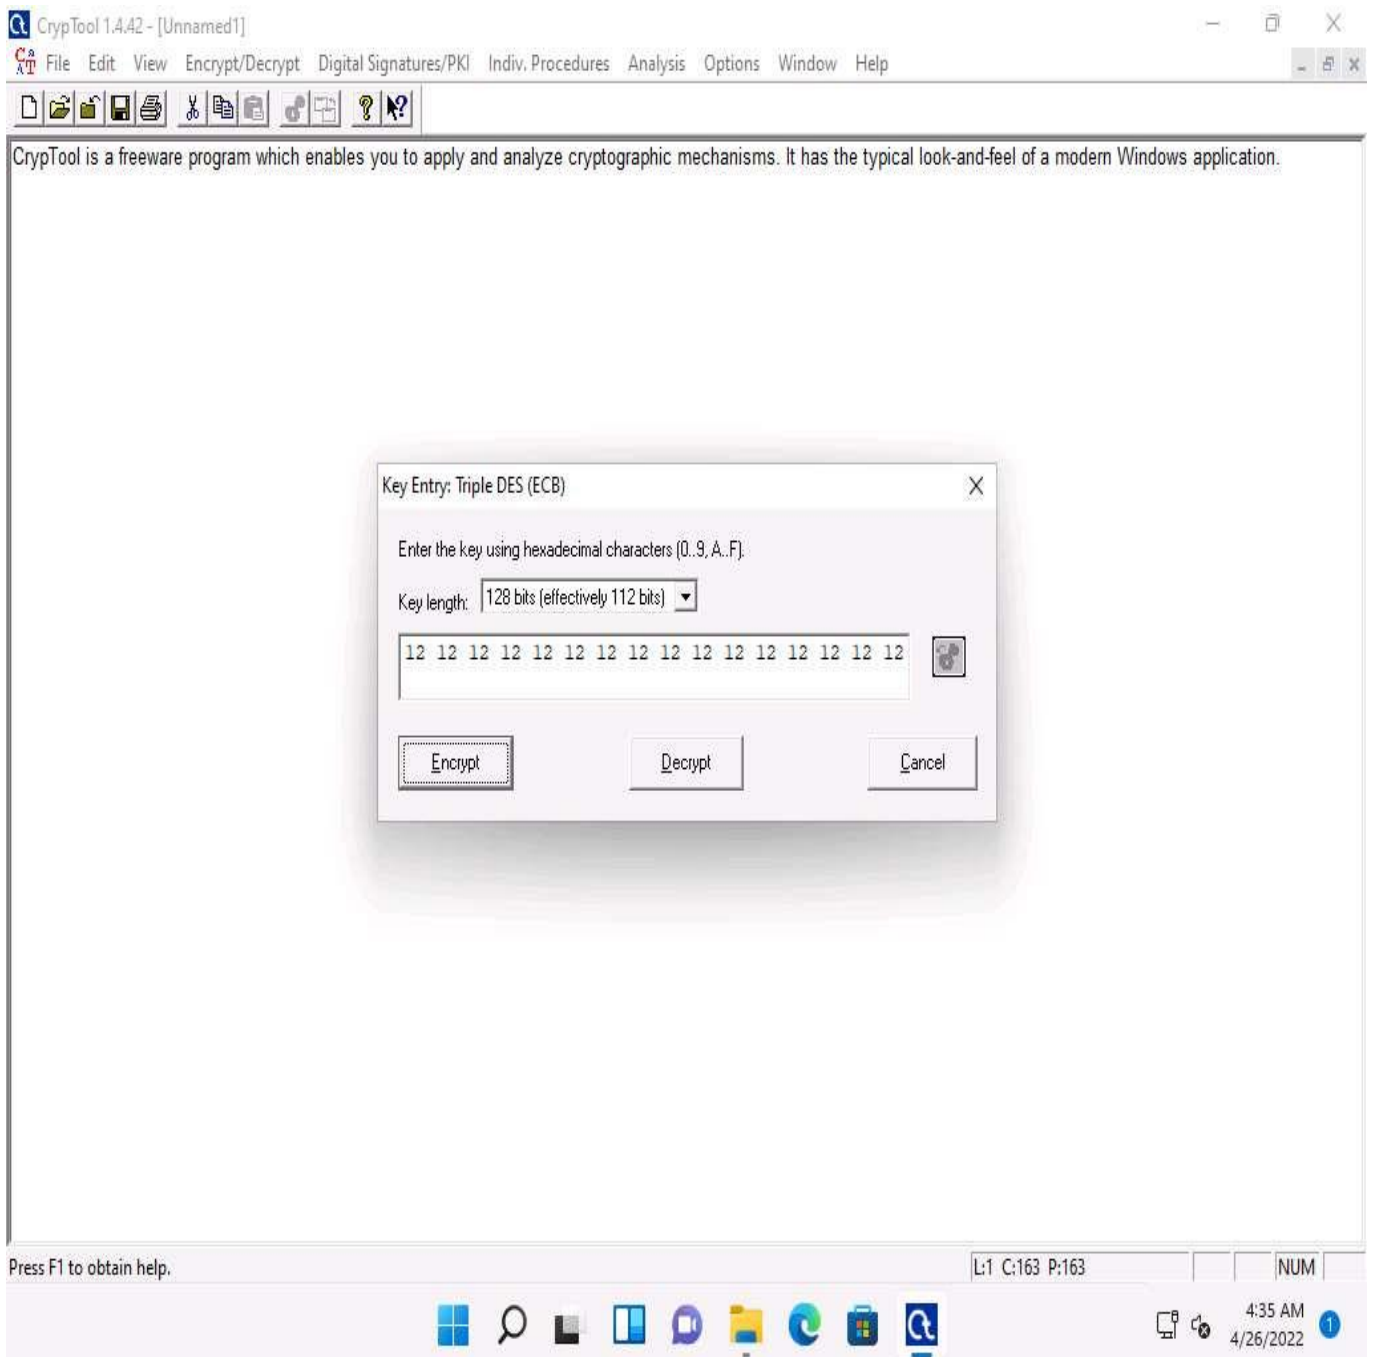 CrypTool 1.4.42 - [Unnamed1]
File Edit View Encrypt/Decrypt Digital Signatures/PKI Indiv. Procedures Analysis Options Window Help
CrypTool is a freeware program which enables you to apply and analyze cryptographic mechanisms. It has the typical look-and-feel of a modern Windows application.
Key Entry: Triple DES (ECB)
Enter the key using hexadecimal characters (0..9, A..F).
Key length: 128 bits (effectively 112 bits)
12 12 12 12 12 12 12 12 12 12 12 12 12 12 12 12
Encrypt Decrypt Cancel
Press F1 to obtain help. L:1 C:163 P:163 NUM
4:35 AM
4/26/2022 1